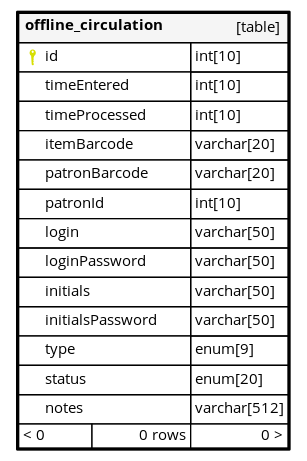 offline_circulation [table]
id int[10]
timeEntered int[10]
timeProcessed int[10]
itemBarcode varchar[20]
patronBarcode varchar[20]
patronId int[10]
login varchar[50]
loginPassword varchar[50]
initials varchar[50]
initialsPassword varchar[50]
type enum[9]
status enum[20]
notes varchar[512]
< 0 0 rows 0 >